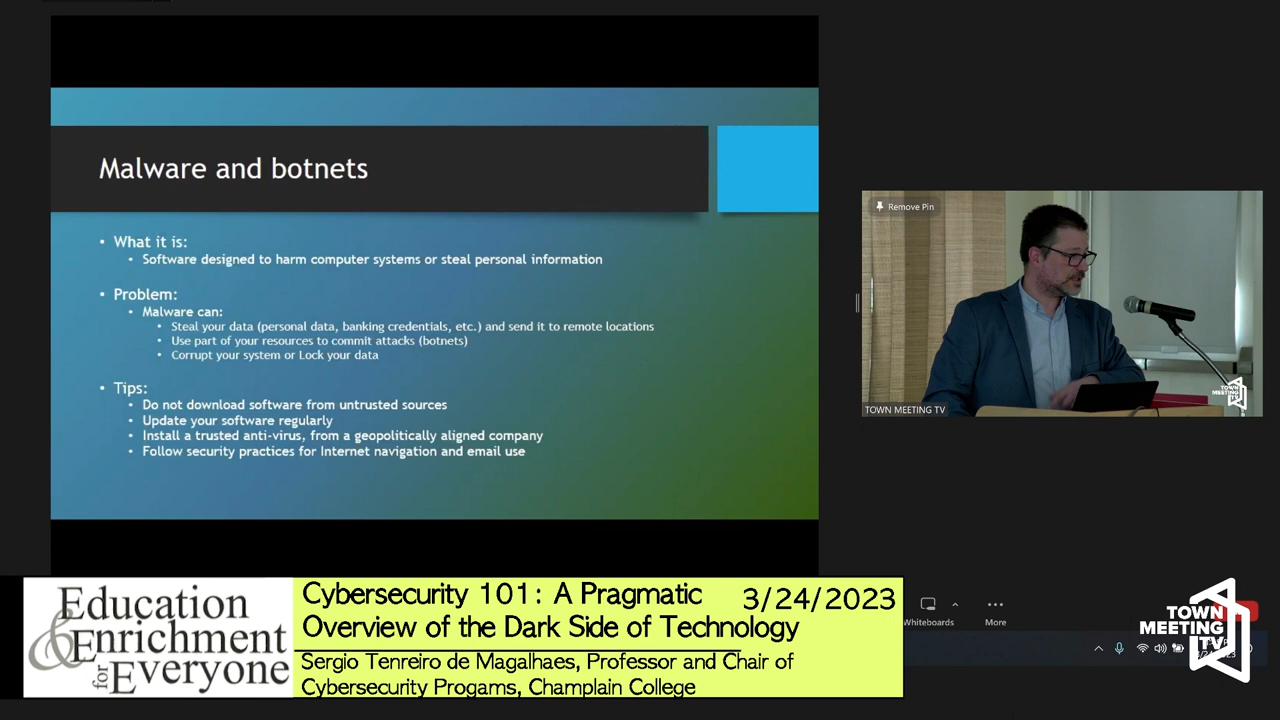 Malware and botnets
• What it is:
• Software designed to harm computer systems or steal personal information
• Problem:
• Malware can:
• Steal your data (personal data, banking credentials, etc.) and send it to remote locations
• Use part of your resources to commit attacks (botnets)
• Corrupt your system or Lock your data
• Tips:
• Do not download software from untrusted sources
• Update your software regularly
• Install a trusted anti-virus, from a geopolitically aligned company
• Follow security practices for Internet navigation and email use
Remove Pin
TOWN MEETING TV
TOWN
MEETING
TV
Education
& Enrichment
for Everyone
Cybersecurity 101: A Pragmatic
Overview of the Dark Side of Technology
3/24/2023
Sergio Tenreiro de Magalhaes, Professor and Chair of
Cybersecurity Progams, Champlain College
Whiteboards
More
TOWN
MEETING
TV